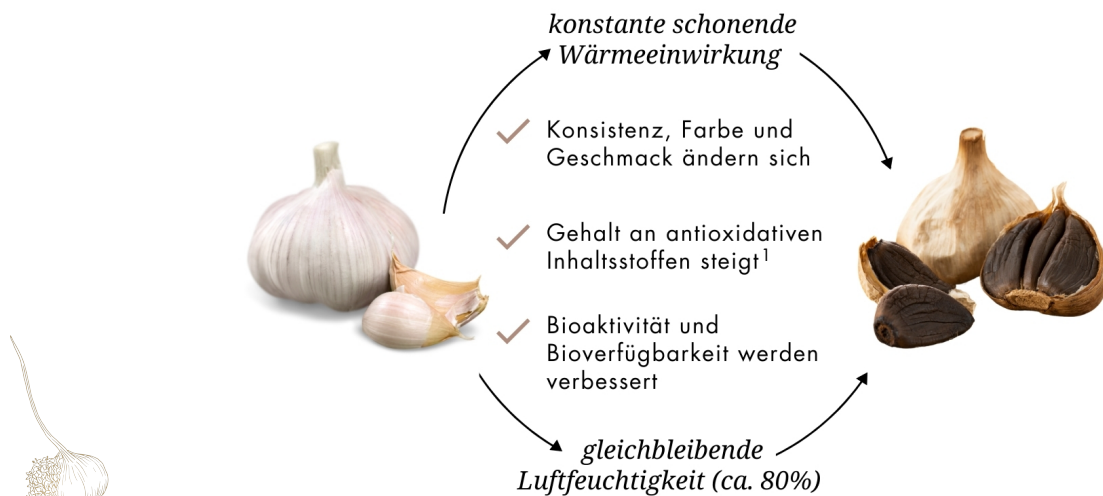 konstante schonende
Wärmeeinwirkung
Konsistenz, Farbe und
Geschmack ändern sich
Gehalt an antioxidativen
Inhaltsstoffen steigt¹
Bioaktivität und
Bioverfügbarkeit werden
verbessert
gleichbleibende
Luftfeuchtigkeit (ca. 80%)